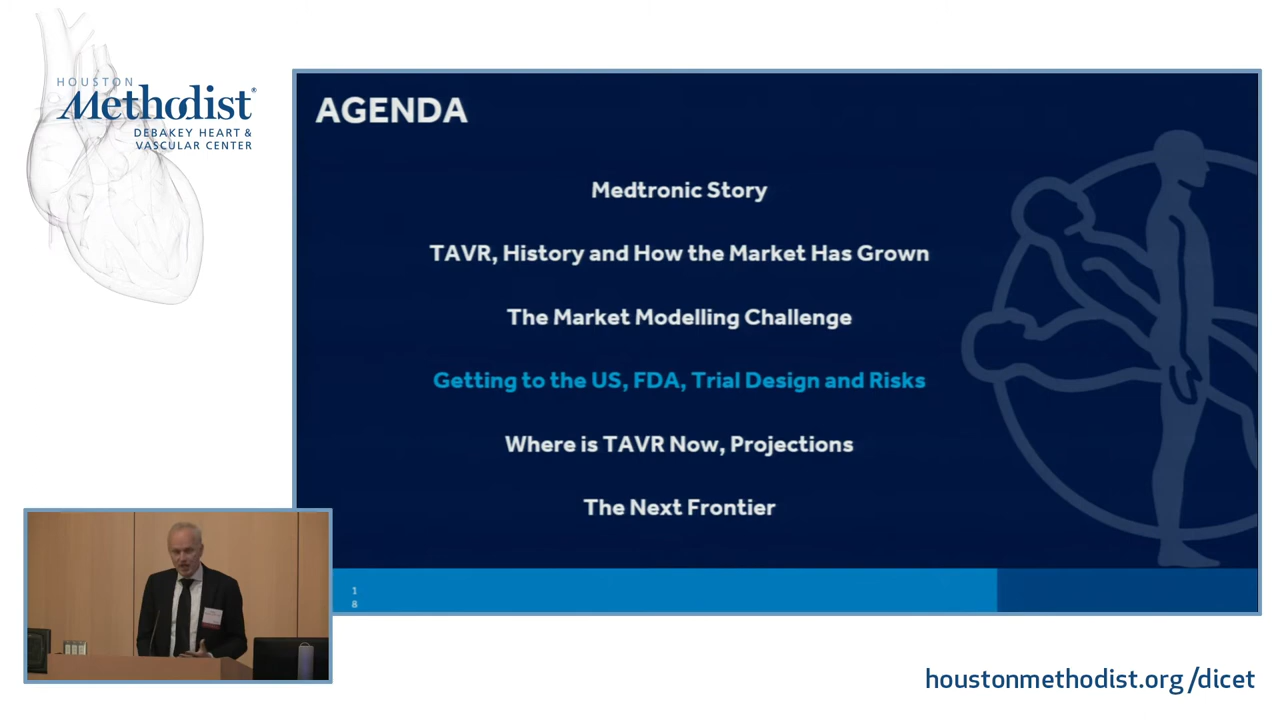 HOUSTON
Methodist®
DEBAKEY HEART &
VASCULAR CENTER
AGENDA
Medtronic Story
TAVR, History and How the Market Has Grown
The Market Modelling Challenge
Getting to the US, FDA, Trial Design and Risks
Where is TAVR Now, Projections
The Next Frontier
1
8
houstonmethodist.org/dicet